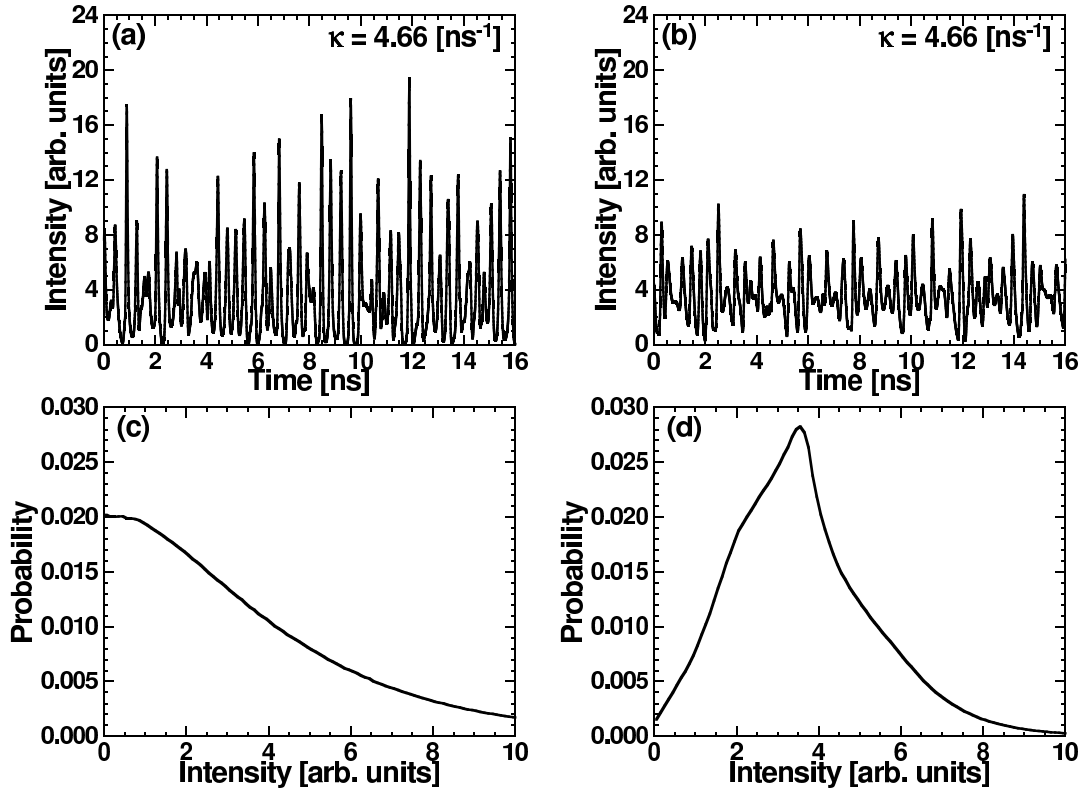 (a) κ = 4.66 [ns-1]
24
20
16
12
8
4
0
Intensity [arb. units]
0 2 4 6 8 10 12 14 16
Time [ns]
(b) κ = 4.66 [ns-1]
24
20
16
12
8
4
0
Intensity [arb. units]
0 2 4 6 8 10 12 14 16
Time [ns]
(c)
0.030
0.025
0.020
0.015
0.010
0.005
0.000
Probability
0 2 4 6 8 10
Intensity [arb. units]
(d)
0.030
0.025
0.020
0.015
0.010
0.005
0.000
Probability
0 2 4 6 8 10
Intensity [arb. units]